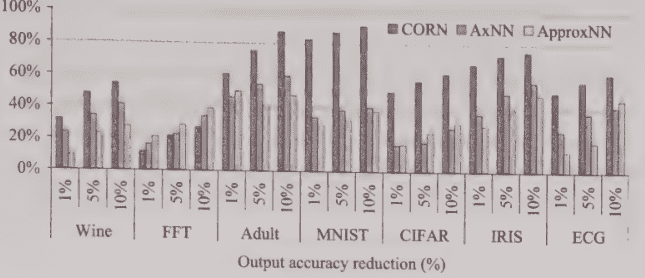 100%
80%
60%
40%
20%
0%
CORN AxNN ApproxNN
1% 5% 10% 1% 5% 10% 1% 5% 10% 1% 5% 10% 1% 5% 10% 1% 5% 10% 1% 5% 10%
Wine FFT Adult MNIST CIFAR IRIS ECG
Output accuracy reduction (%)